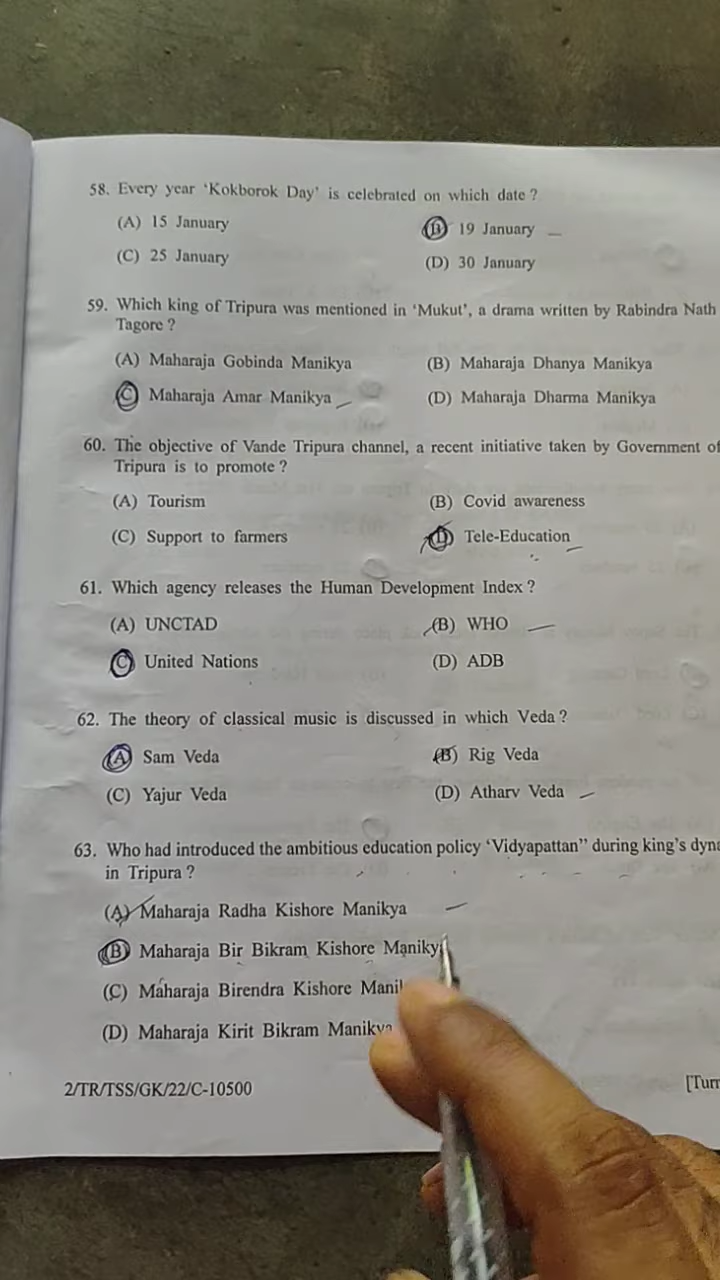 58. Every year 'Kokborok Day' is celebrated on which date ?
(A) 15 January (B) 19 January
(C) 25 January (D) 30 January
59. Which king of Tripura was mentioned in 'Mukut', a drama written by Rabindra Nath
Tagore ?
(A) Maharaja Gobinda Manikya (B) Maharaja Dhanya Manikya
(C) Maharaja Amar Manikya (D) Maharaja Dharma Manikya
60. The objective of Vande Tripura channel, a recent initiative taken by Government of
Tripura is to promote ?
(A) Tourism (B) Covid awareness
(C) Support to farmers (D) Tele-Education
61. Which agency releases the Human Development Index ?
(A) UNCTAD (B) WHO
(C) United Nations (D) ADB
62. The theory of classical music is discussed in which Veda ?
(A) Sam Veda (B) Rig Veda
(C) Yajur Veda (D) Atharv Veda
63. Who had introduced the ambitious education policy 'Vidyapattan" during king's
in Tripura ?
(A) Maharaja Radha Kishore Manikya
(B) Maharaja Bir Bikram Kishore
(C) Maharaja Birendra Kishore
(D) Maharaja Kirit Bikram Manikya
2/TR/TSS/GK/22/C-10500